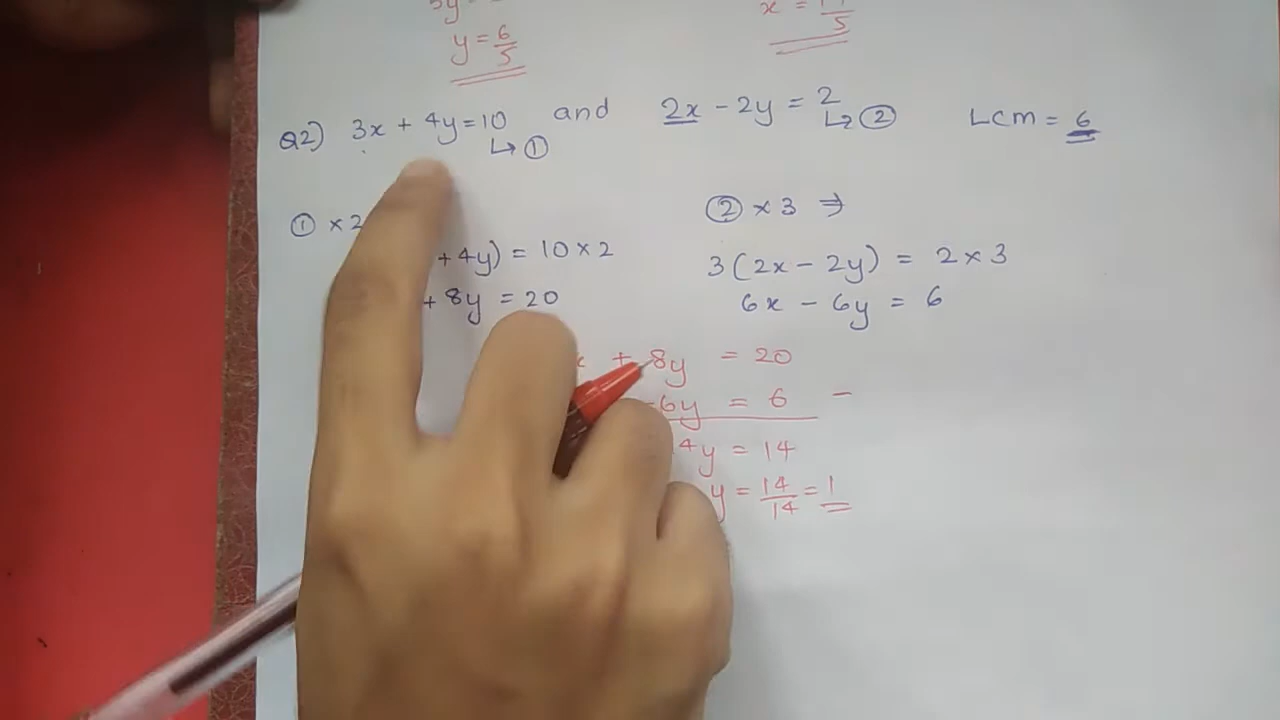 y = 6/5
Q2) 3x + 4y = 10 and 2x - 2y = 2 LCM = 6
↳ ① ↳ ②
① × 2
+ 4y) = 10 × 2
+ 8y = 20
② × 3 ⇒
3(2x - 2y) = 2 × 3
6x - 6y = 6
+ 8y = 20
- 6y = 6 -
4y = 14
y = 14/14 = 1